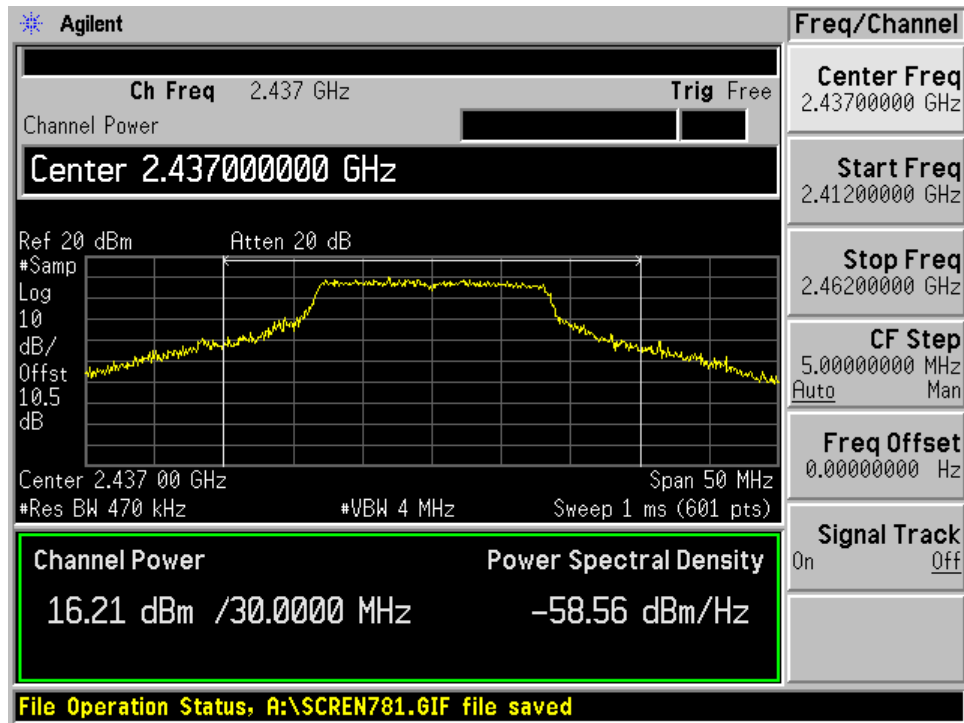 Agilent
Freq/Channel
Ch Freq 2.437 GHz Trig Free
Channel Power
Center 2.437000000 GHz
Ref 20 dBm Atten 20 dB
#Samp
Log
10
dB/
Offst
10.5
dB
Center 2.437 00 GHz Span 50 MHz
#Res BW 470 kHz #VBW 4 MHz Sweep 1 ms (601 pts)
Channel Power Power Spectral Density
16.21 dBm /30.0000 MHz -58.56 dBm/Hz
File Operation Status, A:\SCREN781.GIF file saved
Center Freq
2.43700000 GHz
Start Freq
2.41200000 GHz
Stop Freq
2.46200000 GHz
CF Step
5.00000000 MHz
Auto Man
Freq Offset
0.00000000 Hz
Signal Track
On Off